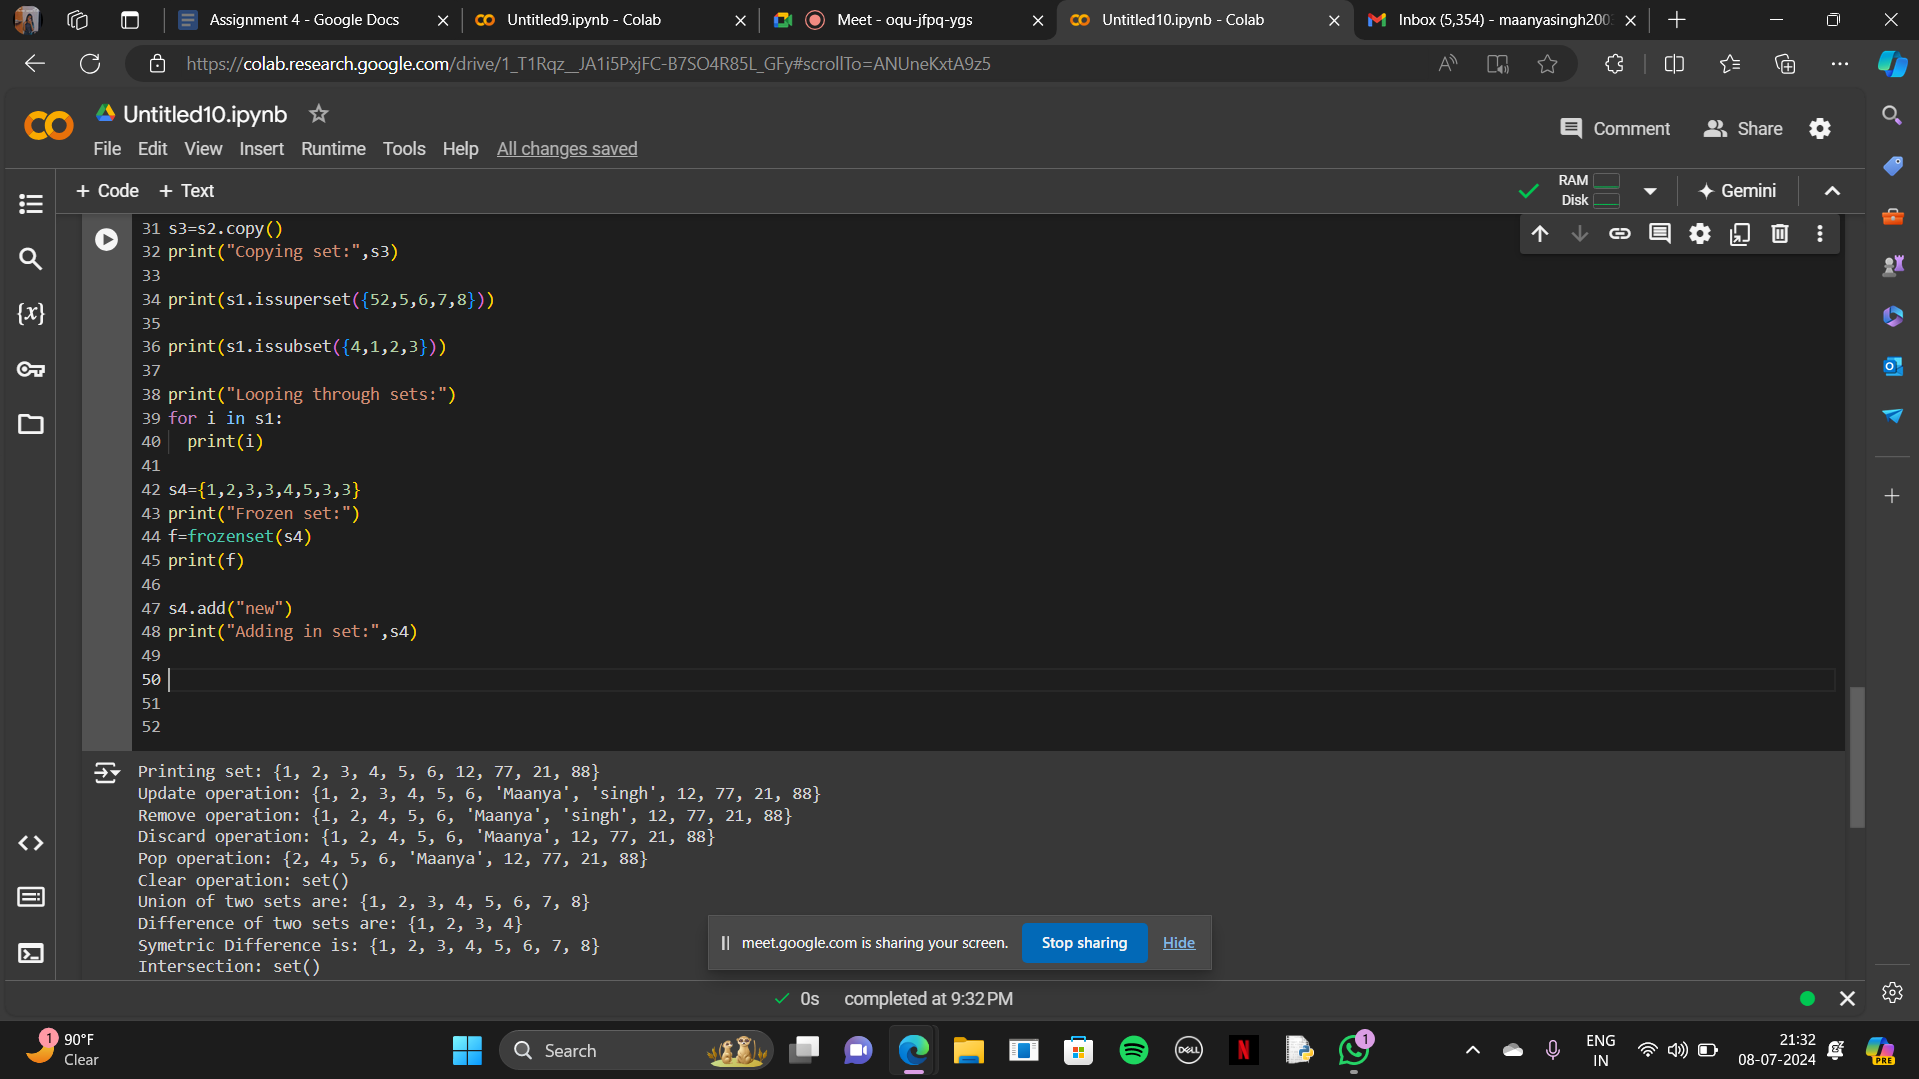 Assignment 4 - Google Docs
Untitled9.ipynb - Colab
Meet - oqu-jfpq-ygs
Untitled10.ipynb - Colab
Inbox (5,354) - maanyasingh200
https://colab.research.google.com/drive/1_T1Rqz__JA1i5PxjFC-B7SO4R85L_GFy#scrollTo=ANUneKxtA9z5
Untitled10.ipynb
Comment Share
File Edit View Insert Runtime Tools Help All changes saved
+ Code + Text
RAM
Disk
Gemini
31 s3=s2.copy()
32 print("Copying set:",s3)
33
34 print(s1.issuperset({52,5,6,7,8}))
35
36 print(s1.issubset({4,1,2,3}))
37
38 print("Looping through sets:")
39 for i in s1:
40 print(i)
41
42 s4={1,2,3,3,4,5,3,3}
43 print("Frozen set:")
44 f=frozenset(s4)
45 print(f)
46
47 s4.add("new")
48 print("Adding in set:",s4)
49
50
51
52
Printing set: {1, 2, 3, 4, 5, 6, 12, 77, 21, 88}
Update operation: {1, 2, 3, 4, 5, 6, 'Maanya', 'singh', 12, 77, 21, 88}
Remove operation: {1, 2, 4, 5, 6, 'Maanya', 'singh', 12, 77, 21, 88}
Discard operation: {1, 2, 4, 5, 6, 'Maanya', 12, 77, 21, 88}
Pop operation: {2, 4, 5, 6, 'Maanya', 12, 77, 21, 88}
Clear operation: set()
Union of two sets are: {1, 2, 3, 4, 5, 6, 7, 8}
Difference of two sets are: {1, 2, 3, 4}
Symetric Difference is: {1, 2, 3, 4, 5, 6, 7, 8}
Intersection: set()
meet.google.com is sharing your screen. Stop sharing Hide
0s completed at 9:32 PM
1
90°F
Clear
Search
DELL
N
1
ENG
IN
21:32
08-07-2024
PRE